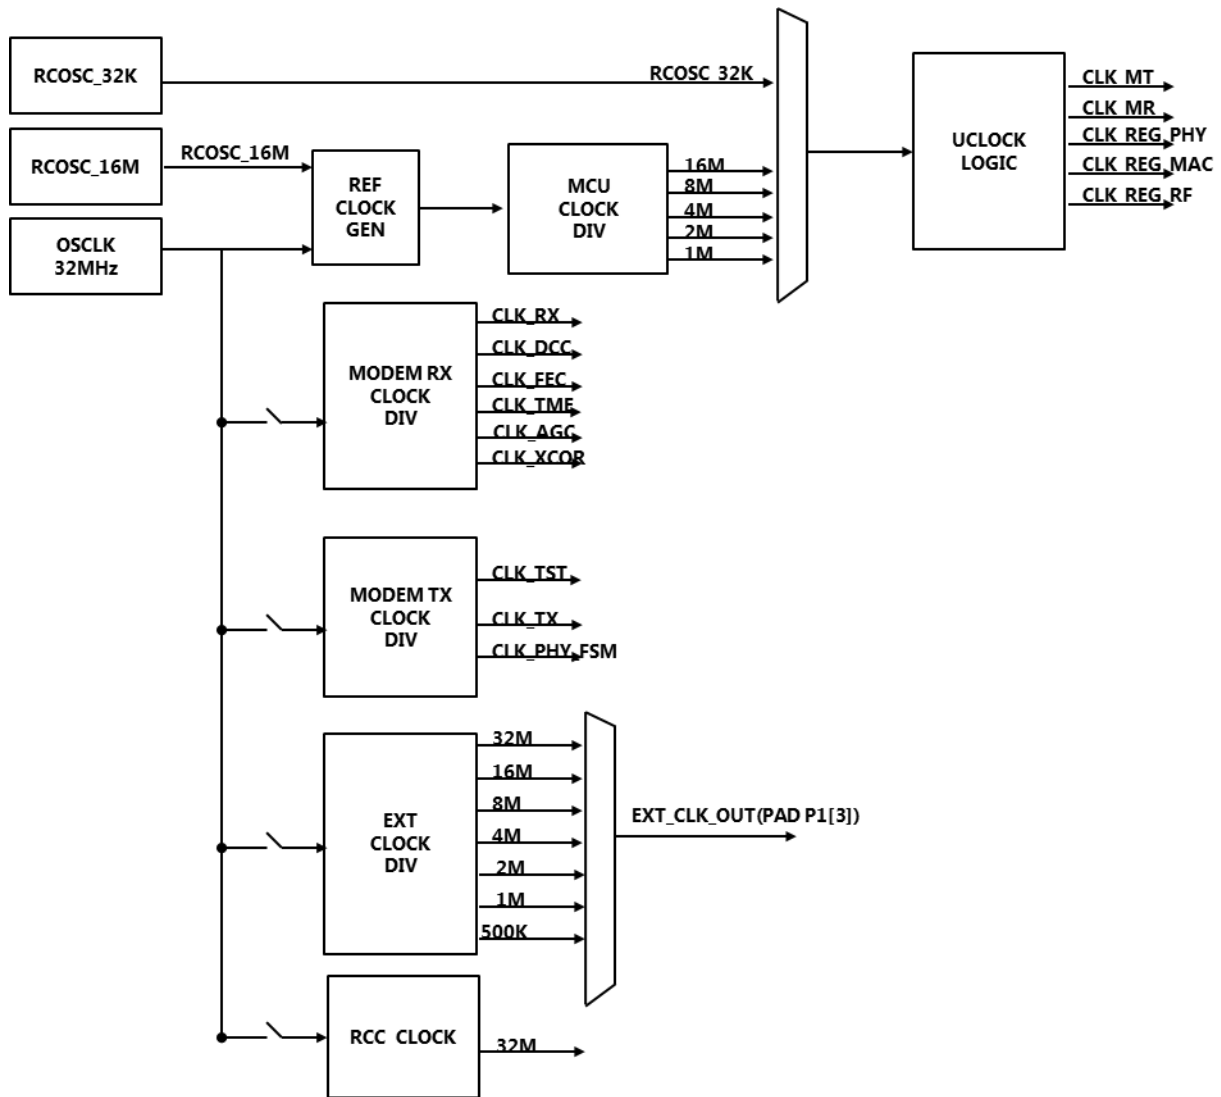 RCOSC_32K
RCOSC_32K
RCOSC_16M
RCOSC_16M
OSCLK
32MHz
REF
CLOCK
GEN
MCU
CLOCK
DIV
16M
8M
4M
2M
1M
UCLOCK
LOGIC
CLK_MT
CLK_MR
CLK_REG_PHY
CLK_REG_MAC
CLK_REG_RF
MODEM RX
CLOCK
DIV
CLK_RX
CLK_DCC
CLK_FEC
CLK_TME
CLK_AGC
CLK_XCOR
MODEM TX
CLOCK
DIV
CLK_TST
CLK_TX
CLK_PHY_FSM
EXT
CLOCK
DIV
32M
16M
8M
4M
2M
1M
500K
EXT_CLK_OUT(PAD P1[3])
RCC CLOCK
32M